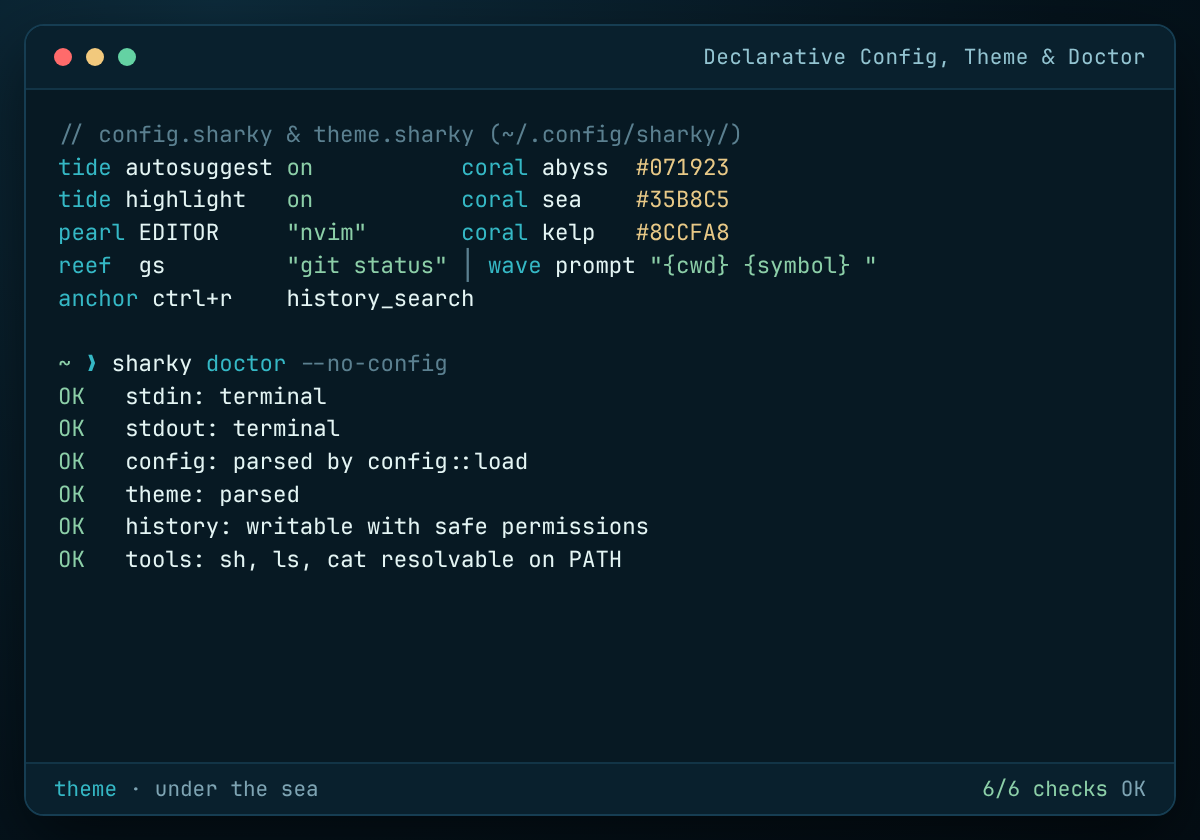 Declarative Config, Theme & Doctor
// config.sharky & theme.sharky (~/.config/sharky/)
tide autosuggest on           coral abyss  #071923
tide highlight   on           coral sea    #35B8C5
pearl EDITOR     "nvim"       coral kelp   #8CCFA8
reef  gs         "git status" │ wave prompt "{cwd} {symbol} "
anchor ctrl+r    history_search
~ ❯ sharky doctor --no-config
OK   stdin: terminal
OK   stdout: terminal
OK   config: parsed by config::load
OK   theme: parsed
OK   history: writable with safe permissions
OK   tools: sh, ls, cat resolvable on PATH
theme · under the sea
6/6 checks OK